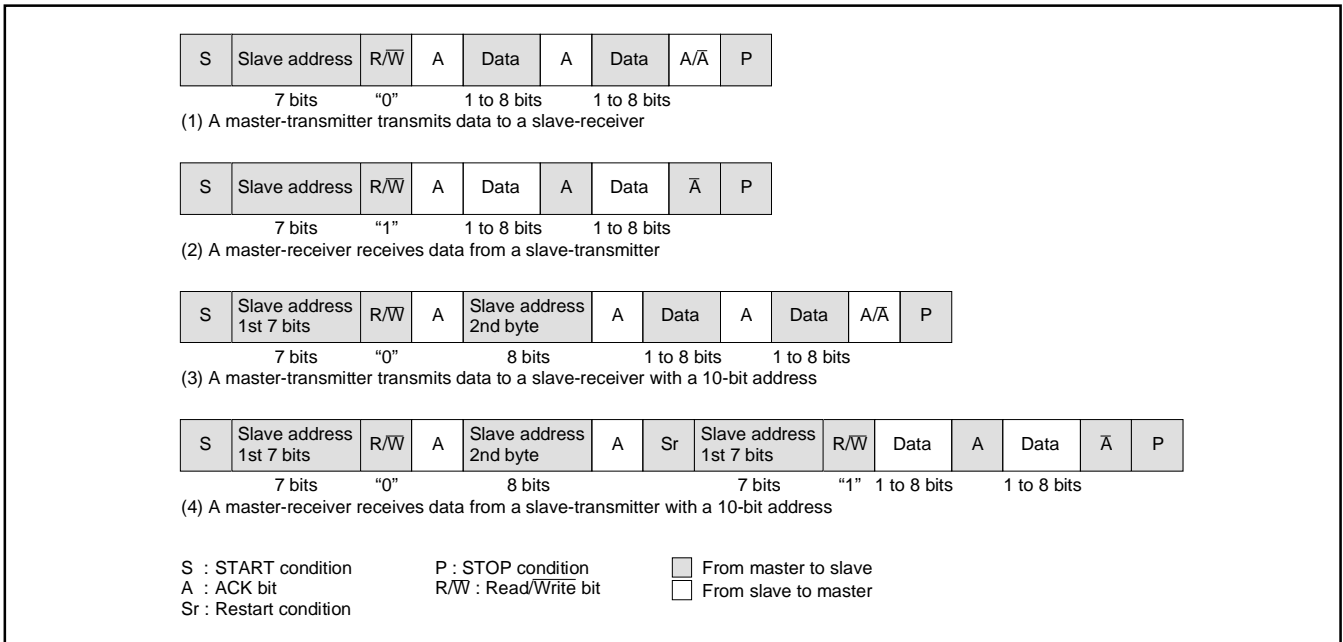 S Slave address R/W̅ A Data A Data A/A̅ P
7 bits “0” 1 to 8 bits 1 to 8 bits
(1) A master-transmitter transmits data to a slave-receiver
S Slave address R/W̅ A Data A Data A̅ P
7 bits “1” 1 to 8 bits 1 to 8 bits
(2) A master-receiver receives data from a slave-transmitter
S Slave address 1st 7 bits R/W̅ A Slave address 2nd byte A Data A Data A/A̅ P
7 bits “0” 8 bits 1 to 8 bits 1 to 8 bits
(3) A master-transmitter transmits data to a slave-receiver with a 10-bit address
S Slave address 1st 7 bits R/W̅ A Slave address 2nd byte A Sr Slave address 1st 7 bits R/W̅ Data A Data A̅ P
7 bits “0” 8 bits 7 bits “1” 1 to 8 bits 1 to 8 bits
(4) A master-receiver receives data from a slave-transmitter with a 10-bit address
S : START condition P : STOP condition From master to slave
A : ACK bit R/W̅ : Read/W̅r̅i̅t̅e̅ bit From slave to master
Sr : Restart condition